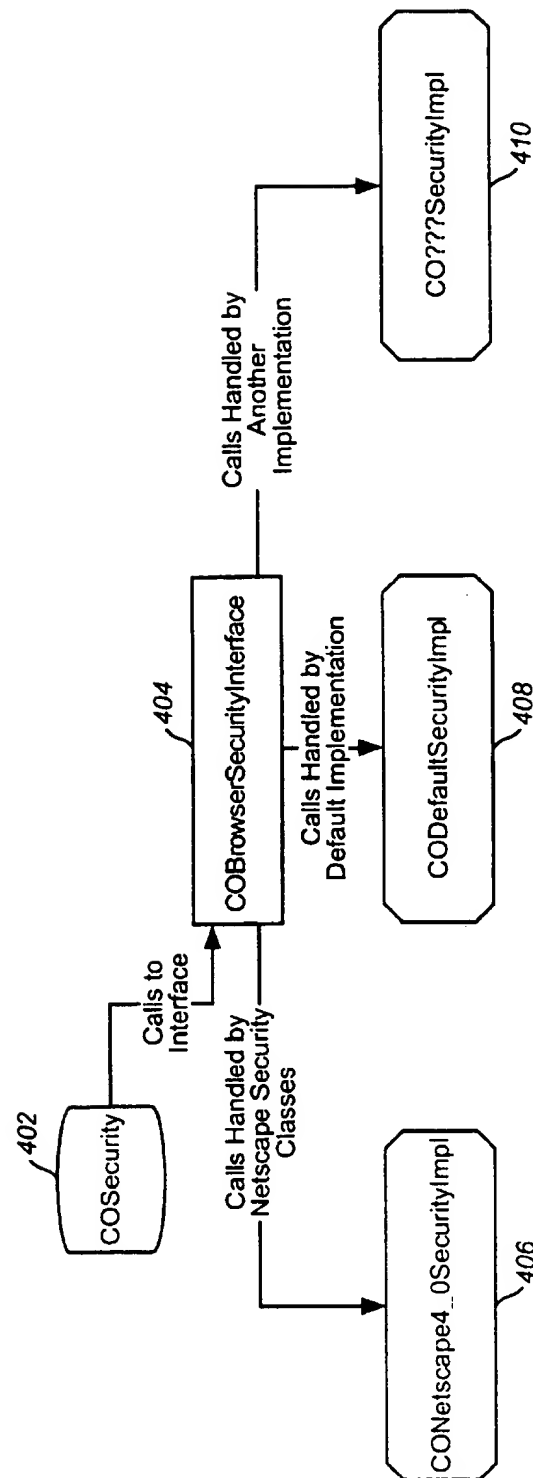 402
COSecurity
Calls to
Interface
404
COBrowserSecurityInterface
Calls Handled by
Netscape Security
Classes
Calls Handled by
Default Implementation
Calls Handled by
Another
Implementation
CONetscape4_0SecurityImpl
406
CODefaultSecurityImpl
408
CO???SecurityImpl
410